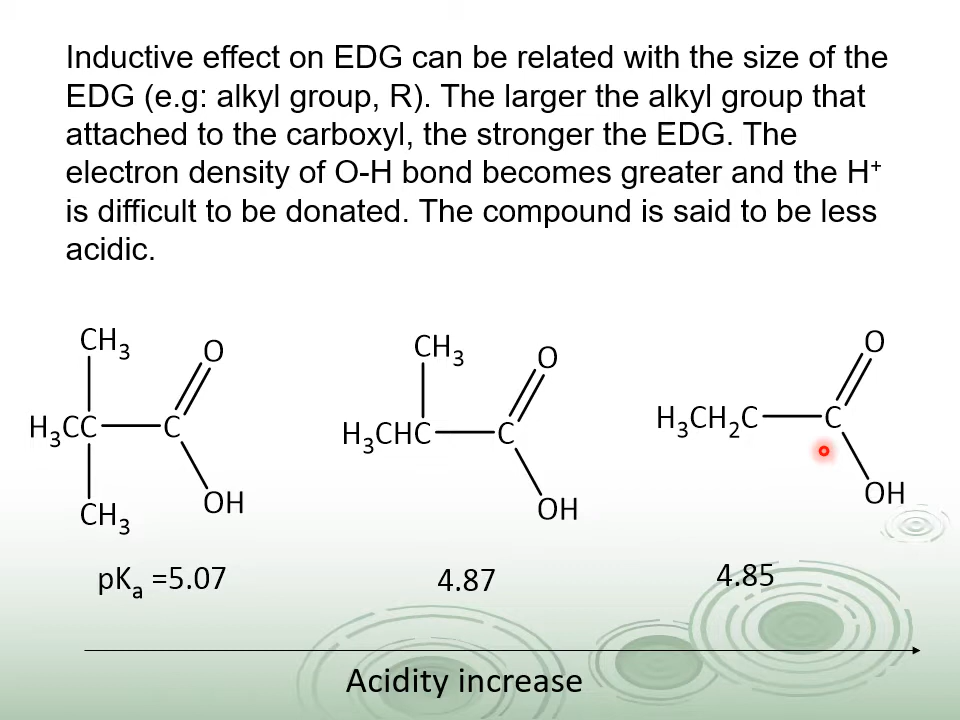 Inductive effect on EDG can be related with the size of the
EDG (e.g: alkyl group, R). The larger the alkyl group that
attached to the carboxyl, the stronger the EDG. The
electron density of O-H bond becomes greater and the H⁺
is difficult to be donated. The compound is said to be less
acidic.
CH₃
O
H₃CC
C
CH₃
OH
CH₃
O
H₃CHC
C
OH
O
H₃CH₂C
C
OH
pKₐ =5.07
4.87
4.85
Acidity increase